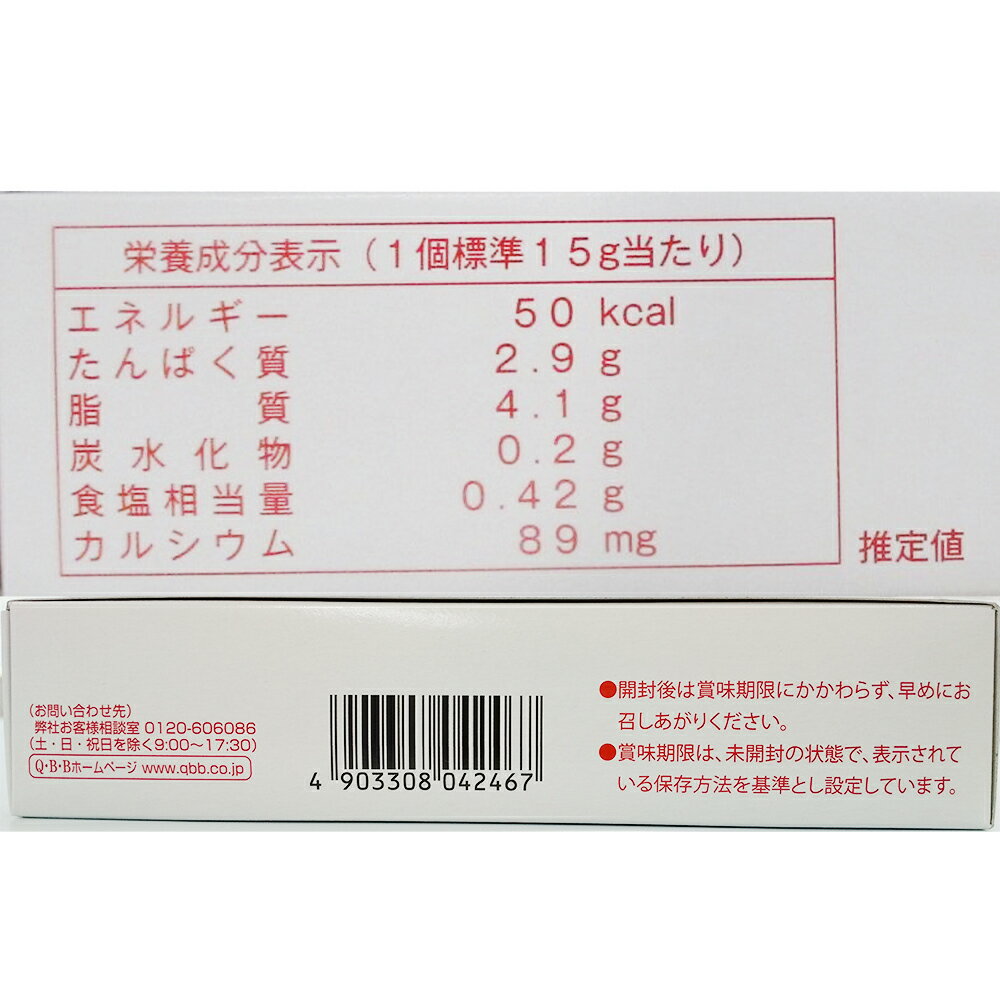 栄養成分表示（１個標準１５g当たり）
エネルギー ５０ kcal
たんぱく質 ２.９ g
脂質 ４.１ g
炭水化物 ０.２ g
食塩相当量 ０.４２ g
カルシウム ８９ mg
推定値
（お問い合わせ先）
弊社お客様相談室 0120-606086
（土・日・祝日を除く9:00〜17:30）
Q・B・Bホームページ www.qbb.co.jp
4 903308 042467
●開封後は賞味期限にかかわらず、早めにお
召しあがりください。
●賞味期限は、未開封の状態で、表示されて
いる保存方法を基準とし設定しています。